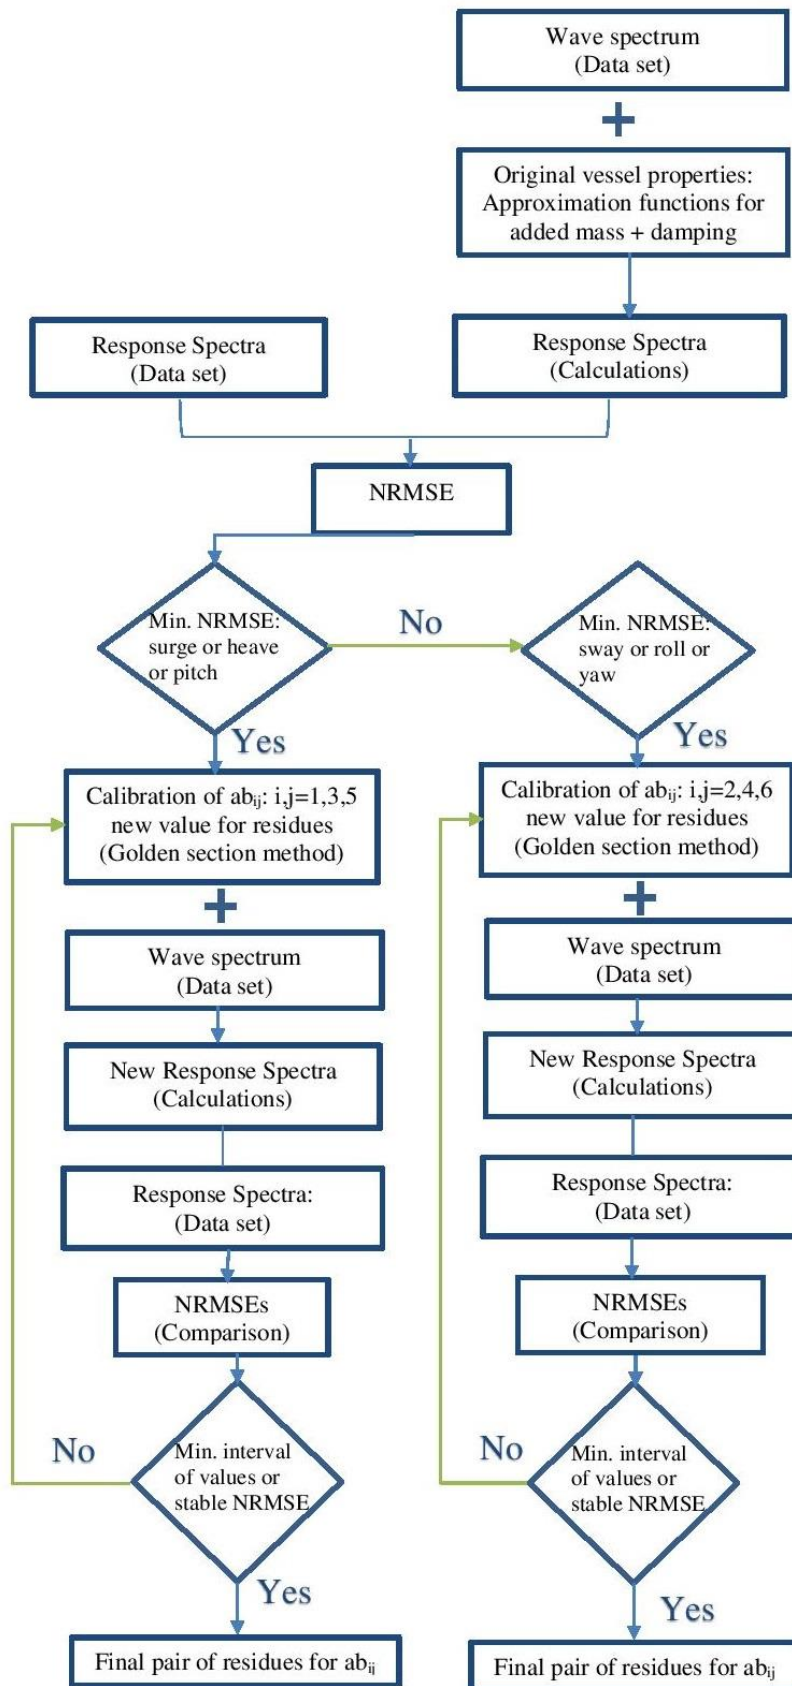 Wave spectrum
(Data set)
+
Original vessel properties:
Approximation functions for
added mass + damping
Response Spectra
(Data set)
Response Spectra
(Calculations)
NRMSE
Min. NRMSE:
surge or heave
or pitch
No
Min. NRMSE:
sway or roll or
yaw
Yes
Yes
Calibration of abij: i,j=1,3,5
new value for residues
(Golden section method)
+
Wave spectrum
(Data set)
New Response Spectra
(Calculations)
Response Spectra:
(Data set)
NRMSEs
(Comparison)
Min. interval
of values or
stable NRMSE
No
Yes
Final pair of residues for abij
Calibration of abij: i,j=2,4,6
new value for residues
(Golden section method)
+
Wave spectrum
(Data set)
New Response Spectra
(Calculations)
Response Spectra:
(Data set)
NRMSEs
(Comparison)
Min. interval
of values or
stable NRMSE
No
Yes
Final pair of residues for abij